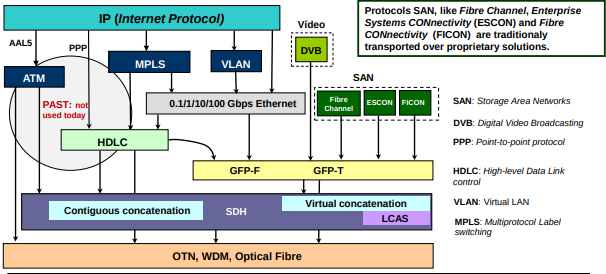 IP (Internet Protocol)
Vídeo
Protocols SAN, like Fibre Channel, Enterprise
Systems CONnectivity (ESCON) and Fibre
CONnectivity (FICON) are traditionaly
transported over proprietary solutions.
AAL5
PPP
DVB
MPLS
VLAN
ATM
SAN
PAST: not
used today
0.1/1/10/100 Gbps Ethernet
Fibre
Channel
ESCON
FICON
SAN: Storage Area Networks
DVB: Digital Video Broadcasting
PPP: Point-to-point protocol
HDLC
GFP-F
GFP-T
HDLC: High-level Data Link
control
VLAN: Virtual LAN
MPLS: Multiprotocol Label
switching
Contiguous concatenation
SDH
Virtual concatenation
LCAS
OTN, WDM, Optical Fibre